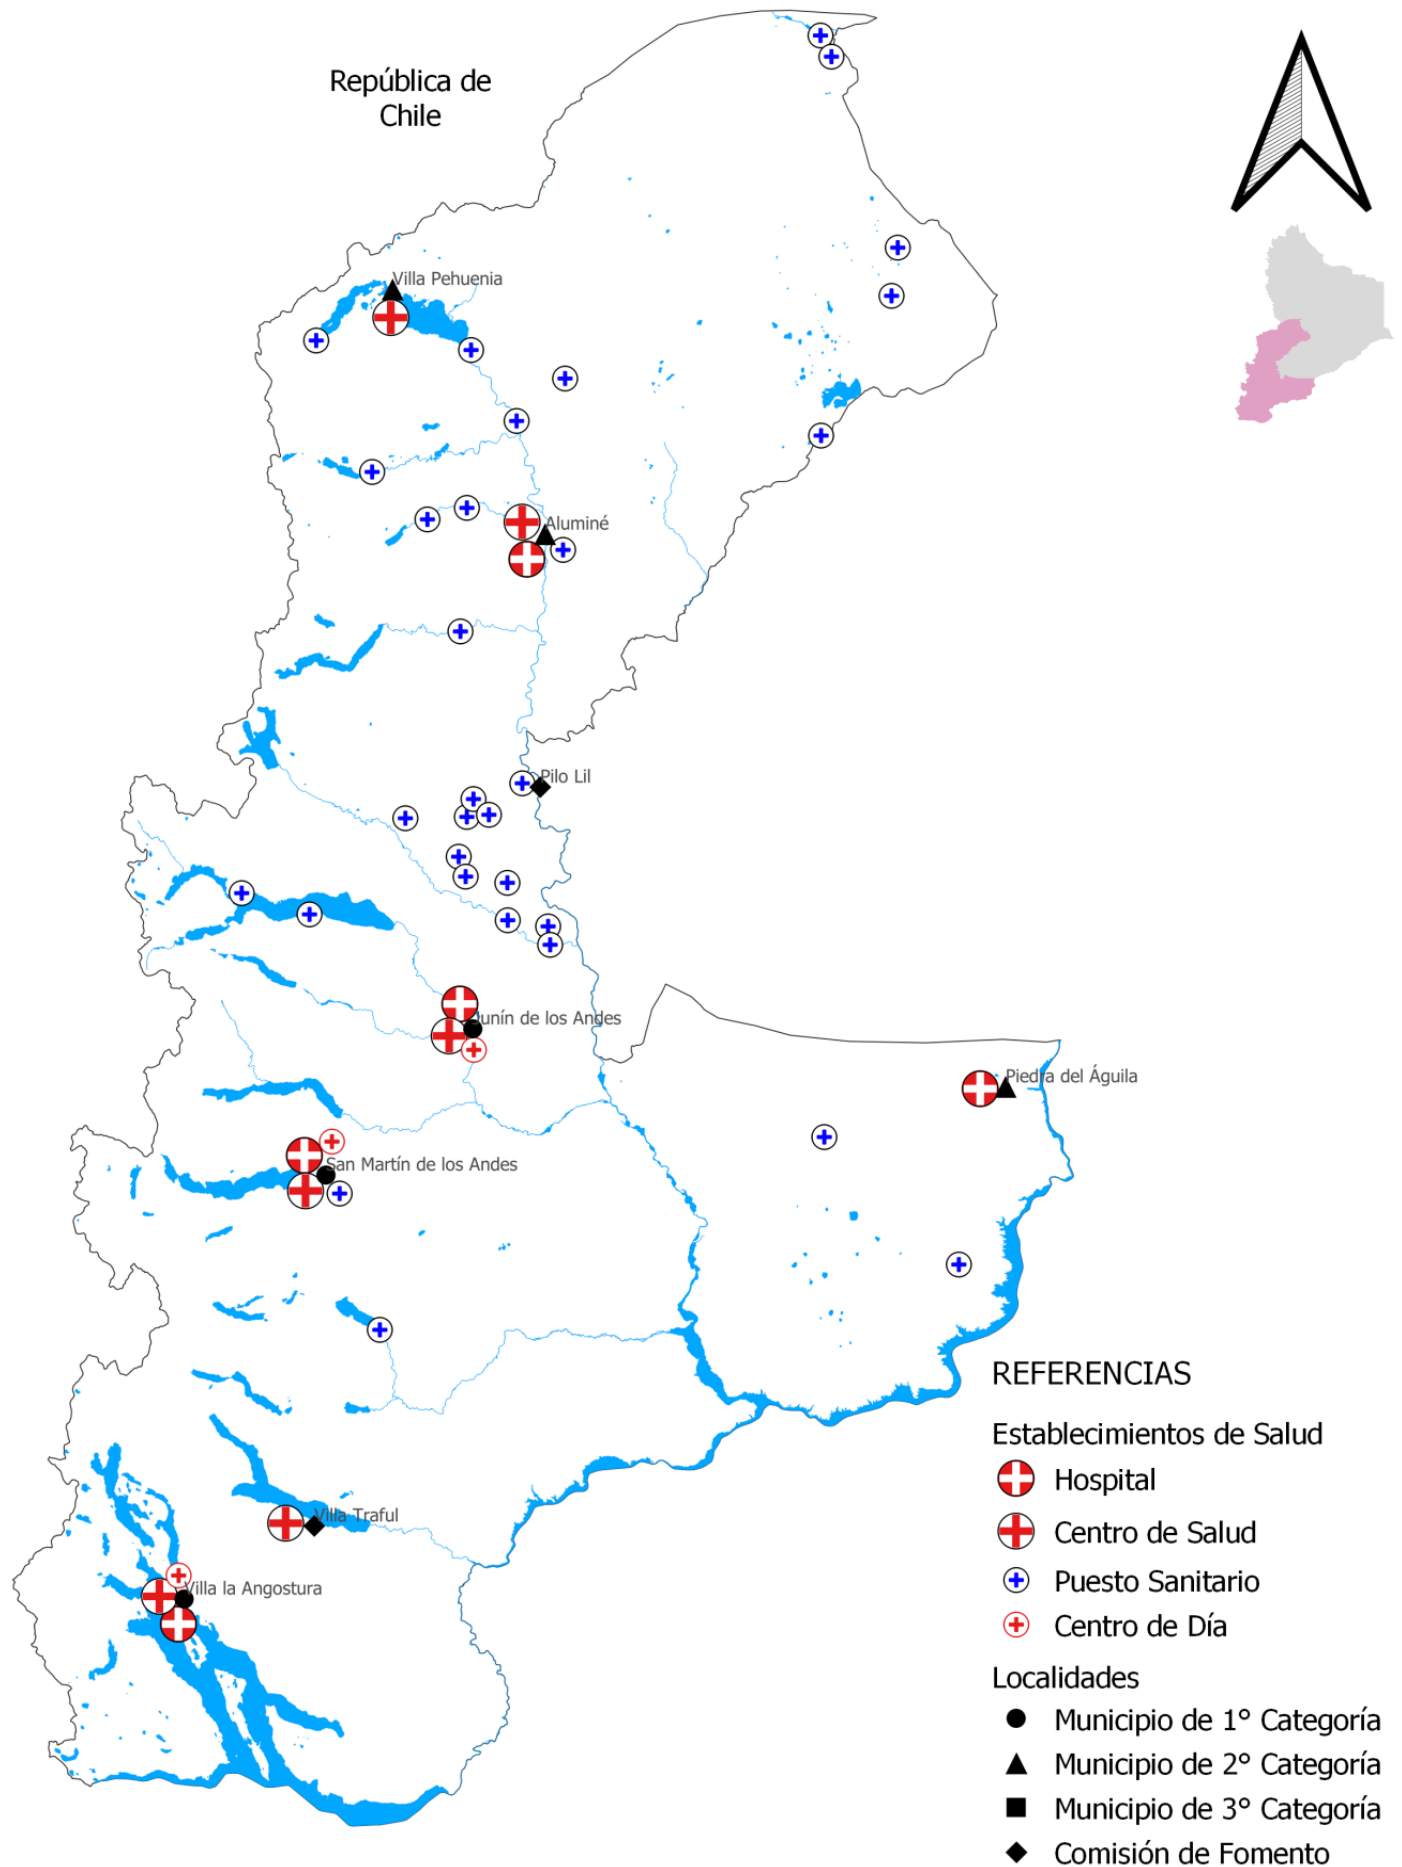 República de
Chile
Villa Pehuenia
Aluminé
Pilo Lil
Junín de los Andes
Piedra del Águila
San Martín de los Andes
Villa Traful
Villa la Angostura
REFERENCIAS
Establecimientos de Salud
Hospital
Centro de Salud
Puesto Sanitario
Centro de Día
Localidades
Municipio de 1° Categoría
Municipio de 2° Categoría
Municipio de 3° Categoría
Comisión de Fomento